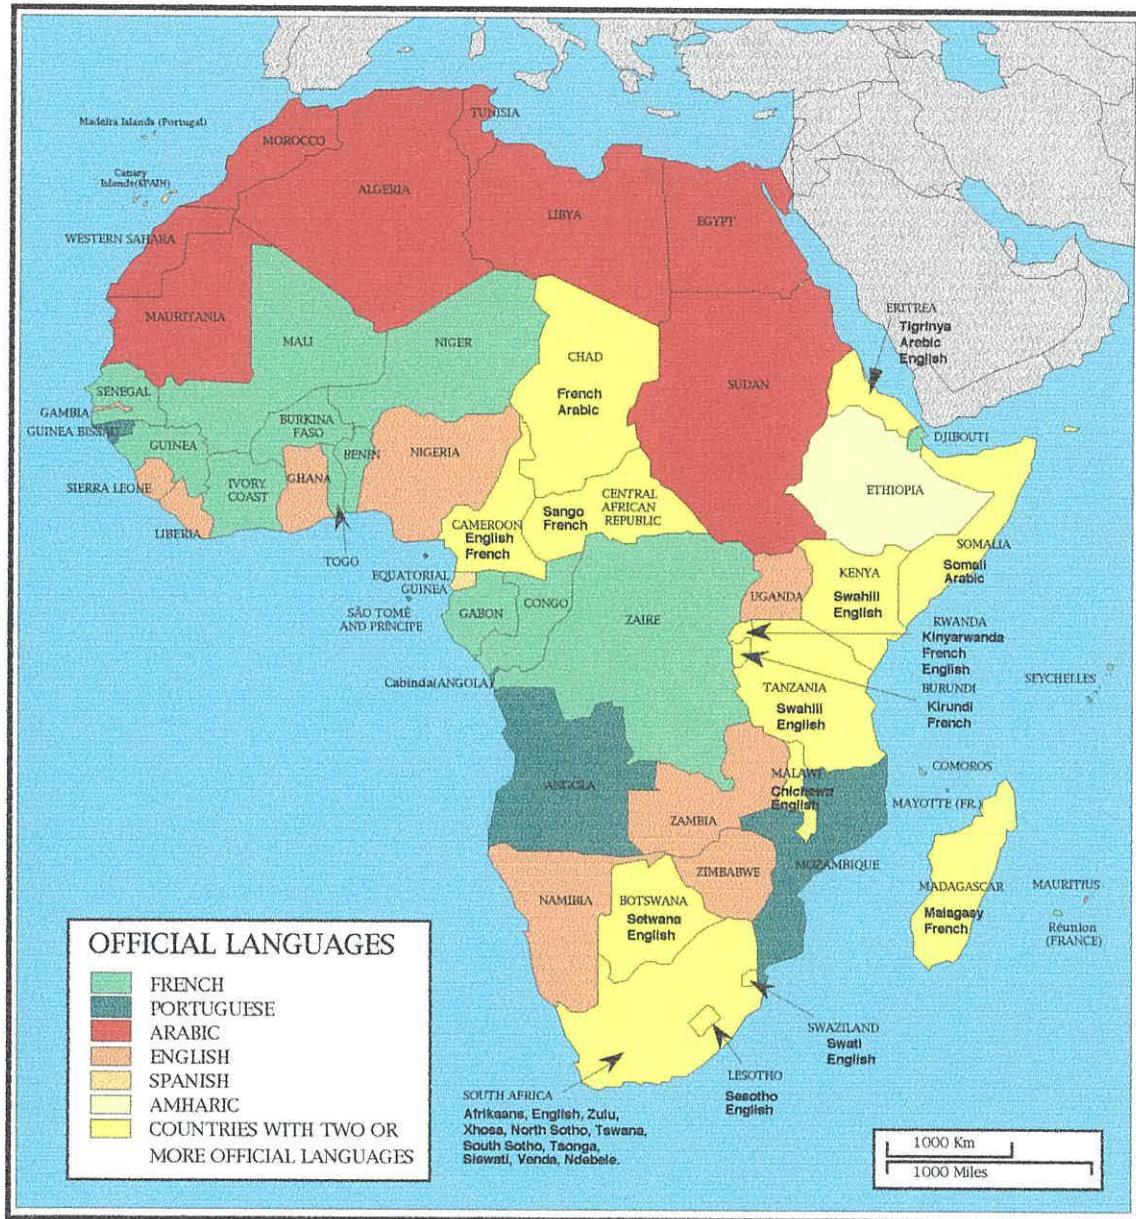 Madeira Islands (Portugal)
TUNISIA
MOROCCO
Canary
Islands(SPAIN)
ALGERIA
LIBYA
EGYPT
WESTERN SAHARA
MAURITANIA
MALI
NIGER
CHAD
French
Arabic
SUDAN
ERITREA
Tigrinya
Arebic
English
SENEGAL
GAMBIA
GUINEA BISSAU
GUINEA
BURKINA
FASO
BENIN
NIGERIA
DJIBOUTI
SIERRA LEONE
IVORY
COAST
GHANA
ETHIOPIA
LIBERIA
TOGO
CAMEROON
English
French
Sango
French
CENTRAL
AFRICAN
REPUBLIC
SOMALIA
Somali
Arabic
EQUATORIAL
GUINEA
SÃO TOMÉ
AND PRÍNCIPE
GABON
CONGO
ZAIRE
UGANDA
KENYA
Swahili
English
RWANDA
Kinyarwanda
French
English
BURUNDI
Kirundi
French
SEYCHELLES
Cabinda(ANGOLA)
TANZANIA
Swahili
English
ANGOLA
MALAWI
Chichewa
English
COMOROS
MAYOTTE (FR.)
ZAMBIA
MOZAMBIQUE
ZIMBABWE
NAMIBIA
BOTSWANA
Setwana
English
MADAGASCAR
Malagasy
French
MAURITIUS
Réunion
(FRANCE)
SWAZILAND
Swati
English
LESOTHO
Sesotho
English
SOUTH AFRICA
Afrikaans, English, Zulu,
Xhosa, North Sotho, Tswana,
South Sotho, Tsonga,
Siswati, Venda, Ndebele.
OFFICIAL LANGUAGES
FRENCH
PORTUGUESE
ARABIC
ENGLISH
SPANISH
AMHARIC
COUNTRIES WITH TWO OR
MORE OFFICIAL LANGUAGES
1000 Km
1000 Miles